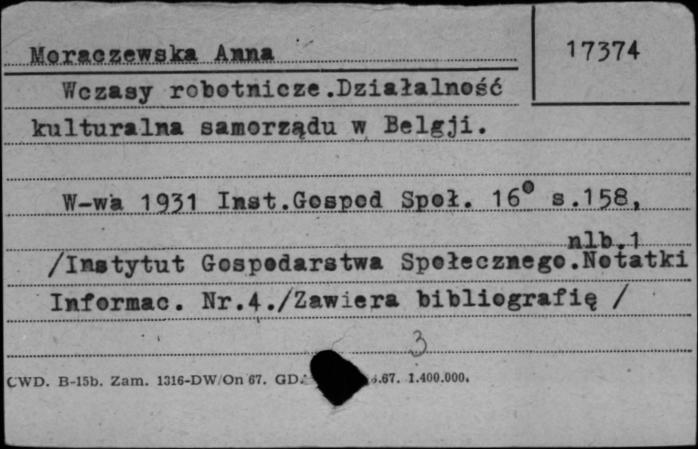 Moraczewska Anna
17374
Wczasy robotnicze.Działalność
kulturalna samorządu w Belgji.
W-wa 1931 Inst.Gospod Społ. 16° s.158,
nlb.1
/Instytut Gospodarstwa Społecznego.Notatki
Informac. Nr.4./Zawiera bibliografię /
3
CWD. B-15b. Zam. 1316-DW/On 67. GD .67. 1.400.000.